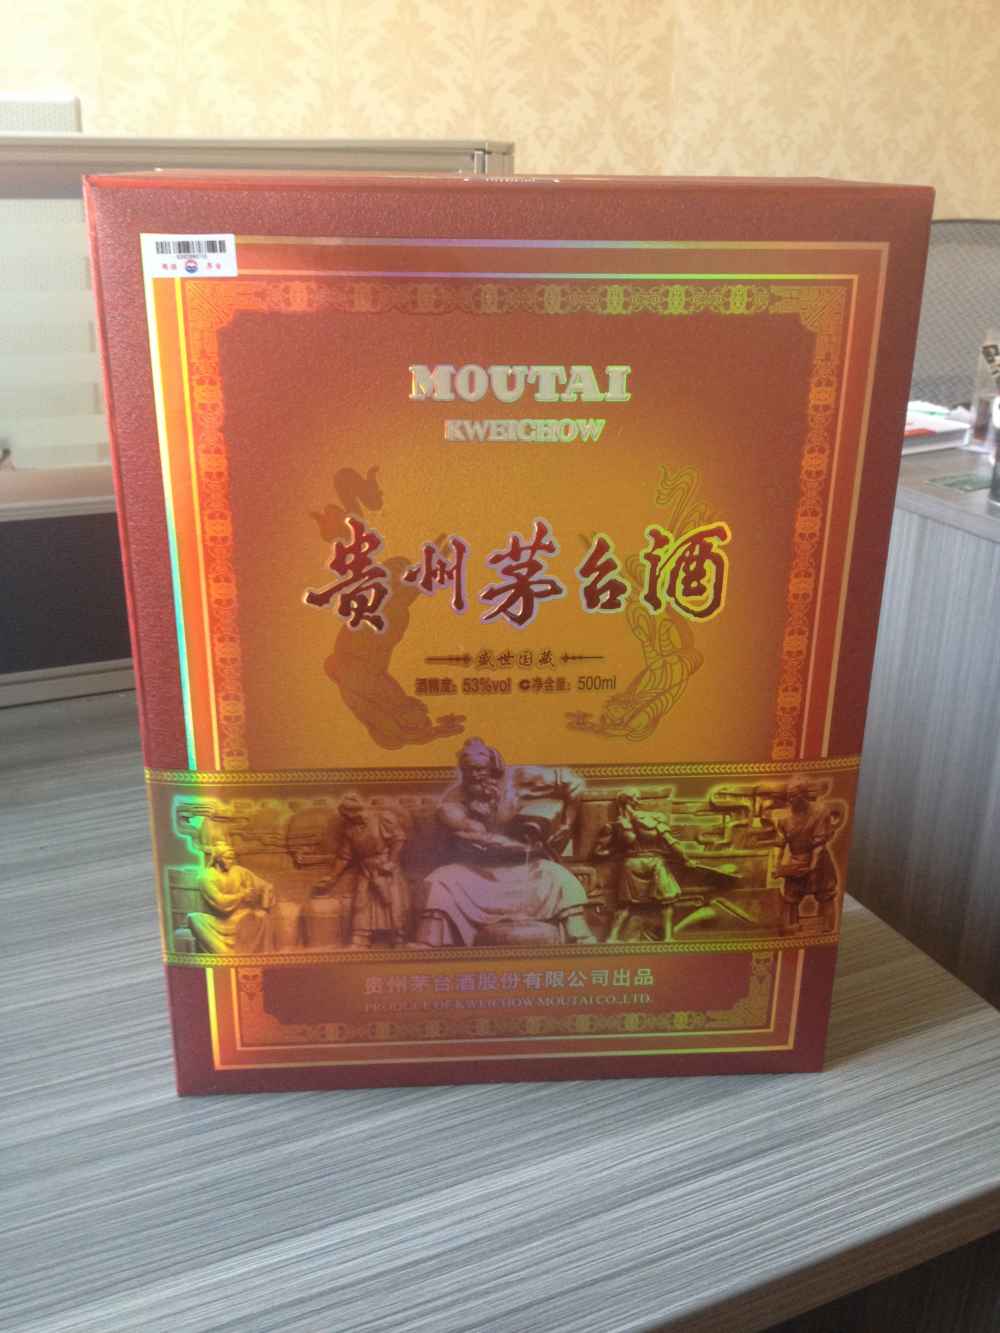 MOUTAI
KWEICHOW
贵州茅台酒
盛世国藏
酒精度：53%vol 净含量：500ml
贵州茅台酒股份有限公司出品
PRODUCE OF KWEICHOW MOUTAI CO.,LTD.